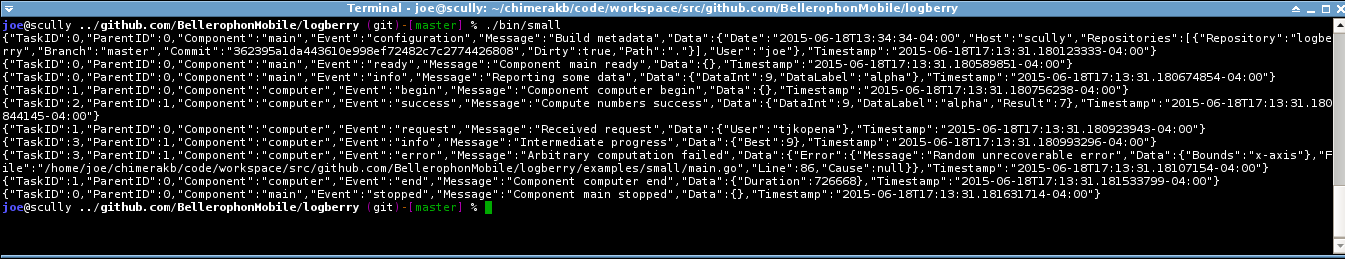 Terminal - joe@scully: ~/chimerakb/code/workspace/src/github.com/BellerophonMobile/logberry
joe@scully ../github.com/BellerophonMobile/logberry (git)-[master] % ./bin/small
{"TaskID":0,"ParentID":0,"Component":"main","Event":"configuration","Message":"Build metadata","Data":{"Date":"2015-06-18T13:34:34-04:00","Host":"scully","Repositories":[{"Repository":"logbe
rry","Branch":"master","Commit":"362395a1da443610e998ef72482c7c2774426808","Dirty":true,"Path":"."}],"User":"joe"},"Timestamp":"2015-06-18T17:13:31.180123333-04:00"}
{"TaskID":0,"ParentID":0,"Component":"main","Event":"ready","Message":"Component main ready","Data":{},"Timestamp":"2015-06-18T17:13:31.180589851-04:00"}
{"TaskID":0,"ParentID":0,"Component":"main","Event":"info","Message":"Reporting some data","Data":{"DataInt":9,"DataLabel":"alpha"},"Timestamp":"2015-06-18T17:13:31.180674854-04:00"}
{"TaskID":1,"ParentID":0,"Component":"computer","Event":"begin","Message":"Component computer begin","Data":{},"Timestamp":"2015-06-18T17:13:31.180756238-04:00"}
{"TaskID":2,"ParentID":1,"Component":"computer","Event":"success","Message":"Compute numbers success","Data":{"DataInt":9,"DataLabel":"alpha","Result":7},"Timestamp":"2015-06-18T17:13:31.180
844145-04:00"}
{"TaskID":1,"ParentID":0,"Component":"computer","Event":"request","Message":"Received request","Data":{"User":"tjkopena"},"Timestamp":"2015-06-18T17:13:31.180923943-04:00"}
{"TaskID":3,"ParentID":1,"Component":"computer","Event":"info","Message":"Intermediate progress","Data":{"Best":9},"Timestamp":"2015-06-18T17:13:31.180993296-04:00"}
{"TaskID":3,"ParentID":1,"Component":"computer","Event":"error","Message":"Arbitrary computation failed","Data":{"Error":{"Message":"Random unrecoverable error","Data":{"Bounds":"x-axis"},"F
ile":"/home/joe/chimerakb/code/workspace/src/github.com/BellerophonMobile/logberry/examples/small/main.go","Line":86,"Cause":null}},"Timestamp":"2015-06-18T17:13:31.18107154-04:00"}
{"TaskID":1,"ParentID":0,"Component":"computer","Event":"end","Message":"Component computer end","Data":{"Duration":726668},"Timestamp":"2015-06-18T17:13:31.181533799-04:00"}
{"TaskID":0,"ParentID":0,"Component":"main","Event":"stopped","Message":"Component main stopped","Data":{},"Timestamp":"2015-06-18T17:13:31.181631714-04:00"}
joe@scully ../github.com/BellerophonMobile/logberry (git)-[master] %